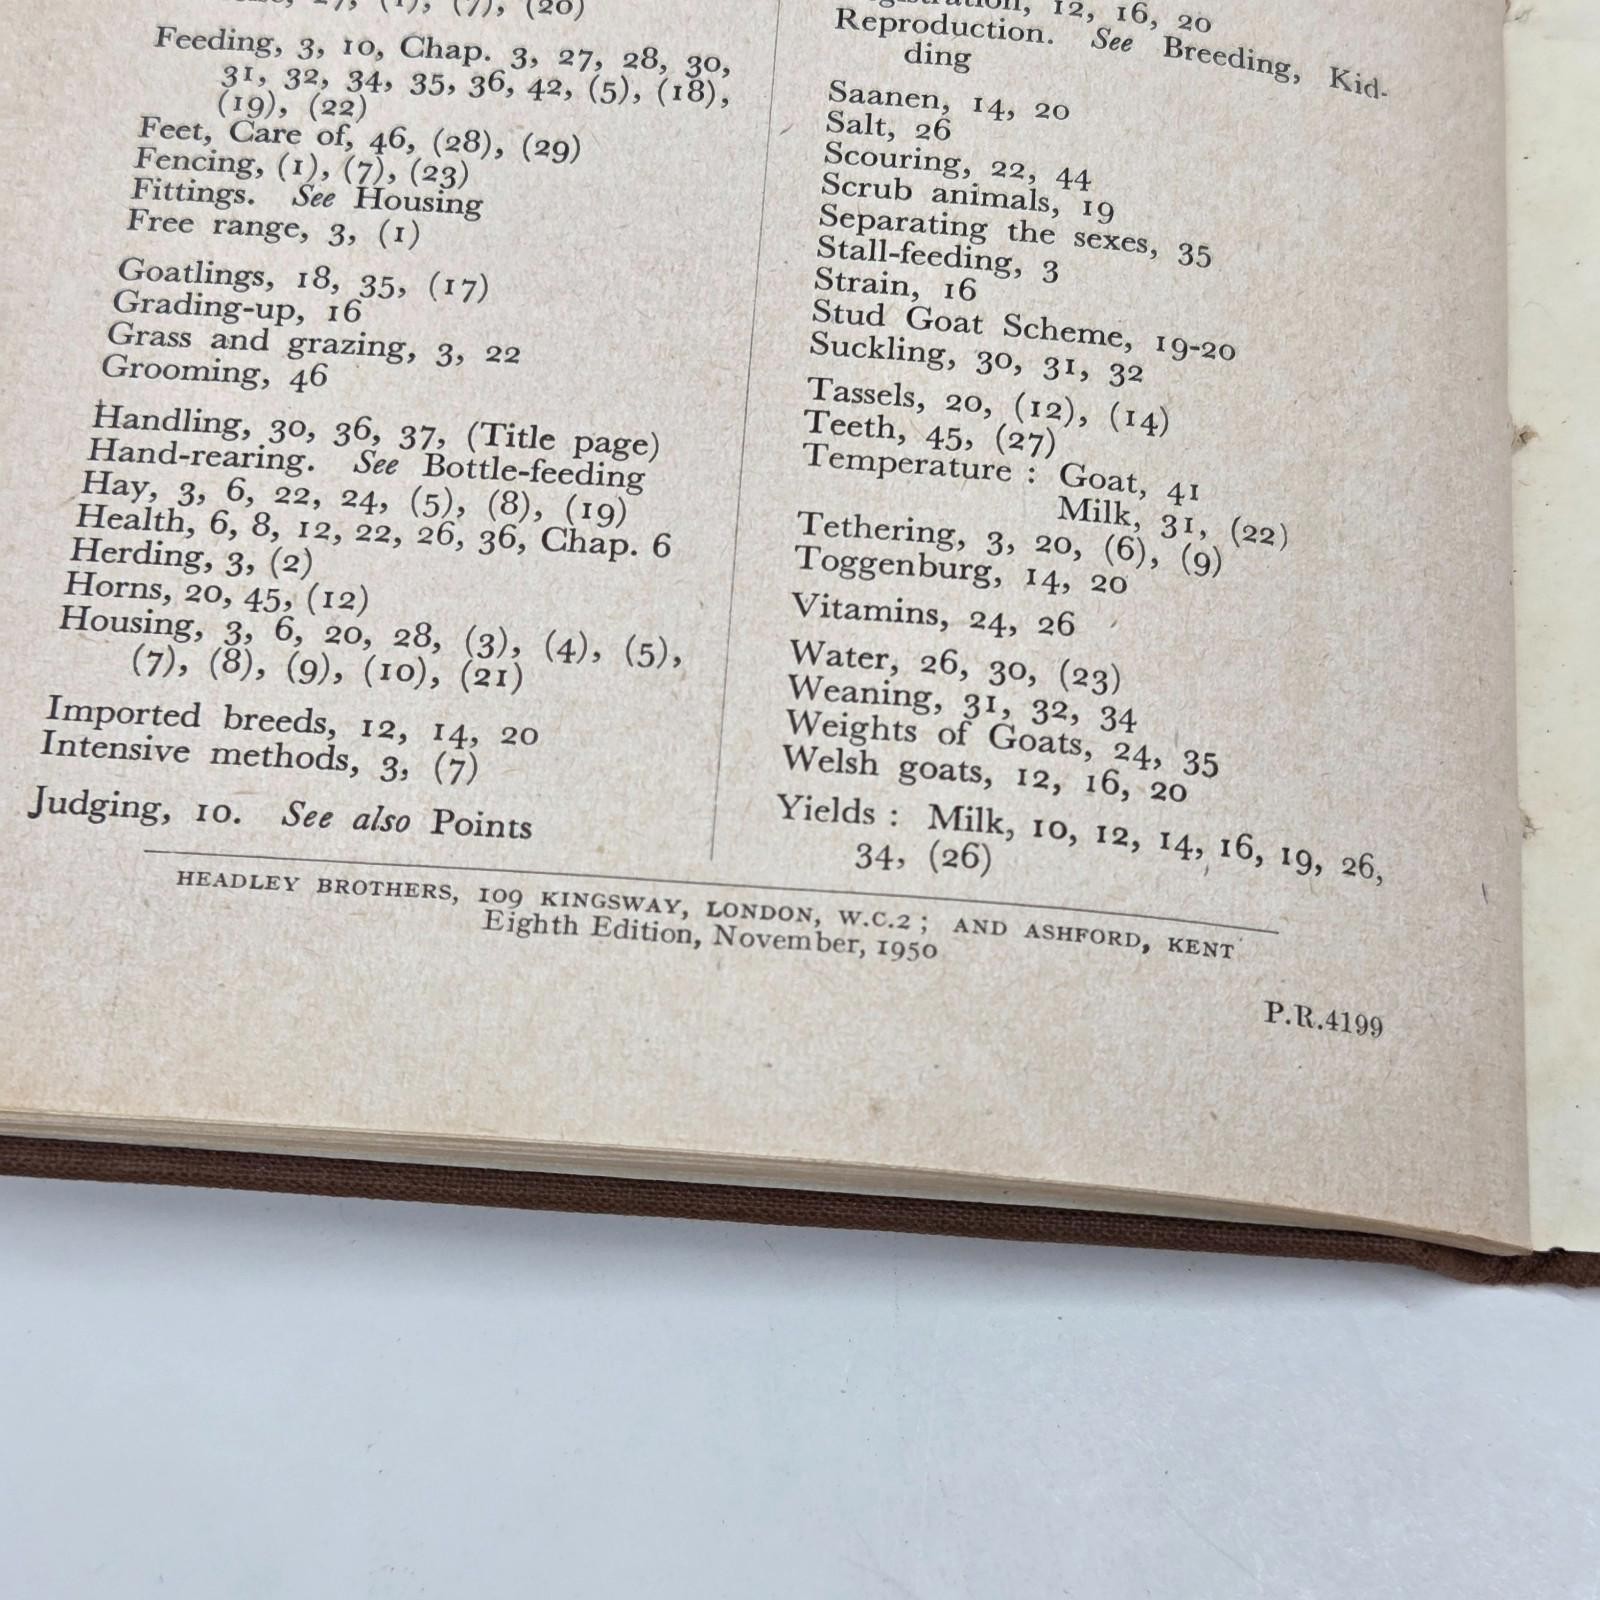 (1), (7), (20)
Feeding, 3, 10, Chap. 3, 27, 28, 30,
31, 32, 34, 35, 36, 42, (5), (18),
(19), (22)
Feet, Care of, 46, (28), (29)
Fencing, (1), (7), (23)
Fittings. See Housing
Free range, 3, (1)
Goatlings, 18, 35, (17)
Grading-up, 16
Grass and grazing, 3, 22
Grooming, 46
Handling, 30, 36, 37, (Title page)
Hand-rearing. See Bottle-feeding
Hay, 3, 6, 22, 24, (5), (8), (19)
Health, 6, 8, 12, 22, 26, 36, Chap. 6
Herding, 3, (2)
Horns, 20, 45, (12)
Housing, 3, 6, 20, 28, (3), (4), (5),
(7), (8), (9), (10), (21)
Imported breeds, 12, 14, 20
Intensive methods, 3, (7)
Judging, 10. See also Points
12, 16, 20
Reproduction. See Breeding, Kid-
ding
Saanen, 14, 20
Salt, 26
Scouring, 22, 44
Scrub animals, 19
Separating the sexes, 35
Stall-feeding, 3
Strain, 16
Stud Goat Scheme, 19-20
Suckling, 30, 31, 32
Tassels, 20, (12), (14)
Teeth, 45, (27)
Temperature : Goat, 41
Milk, 31, (22)
Tethering, 3, 20, (6), (9)
Toggenburg, 14, 20
Vitamins, 24, 26
Water, 26, 30, (23)
Weaning, 31, 32, 34
Weights of Goats, 24, 35
Welsh goats, 12, 16, 20
Yields : Milk, 10, 12, 14, 16, 19, 26,
34, (26)
HEADLEY BROTHERS, 109 KINGSWAY, LONDON, W.C.2 ; AND ASHFORD, KENT
Eighth Edition, November, 1950
P.R.4199